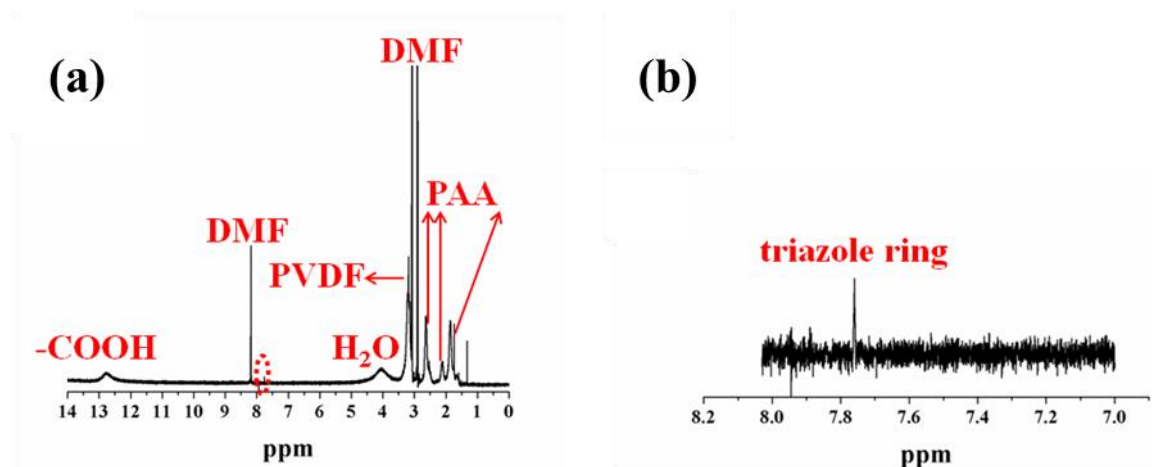 (a)
DMF
PAA
DMF
PVDF
-COOH
H₂O
14 13 12 11 10 9 8 7 6 5 4 3 2 1 0
ppm
(b)
triazole ring
8.2 8.0 7.8 7.6 7.4 7.2 7.0
ppm